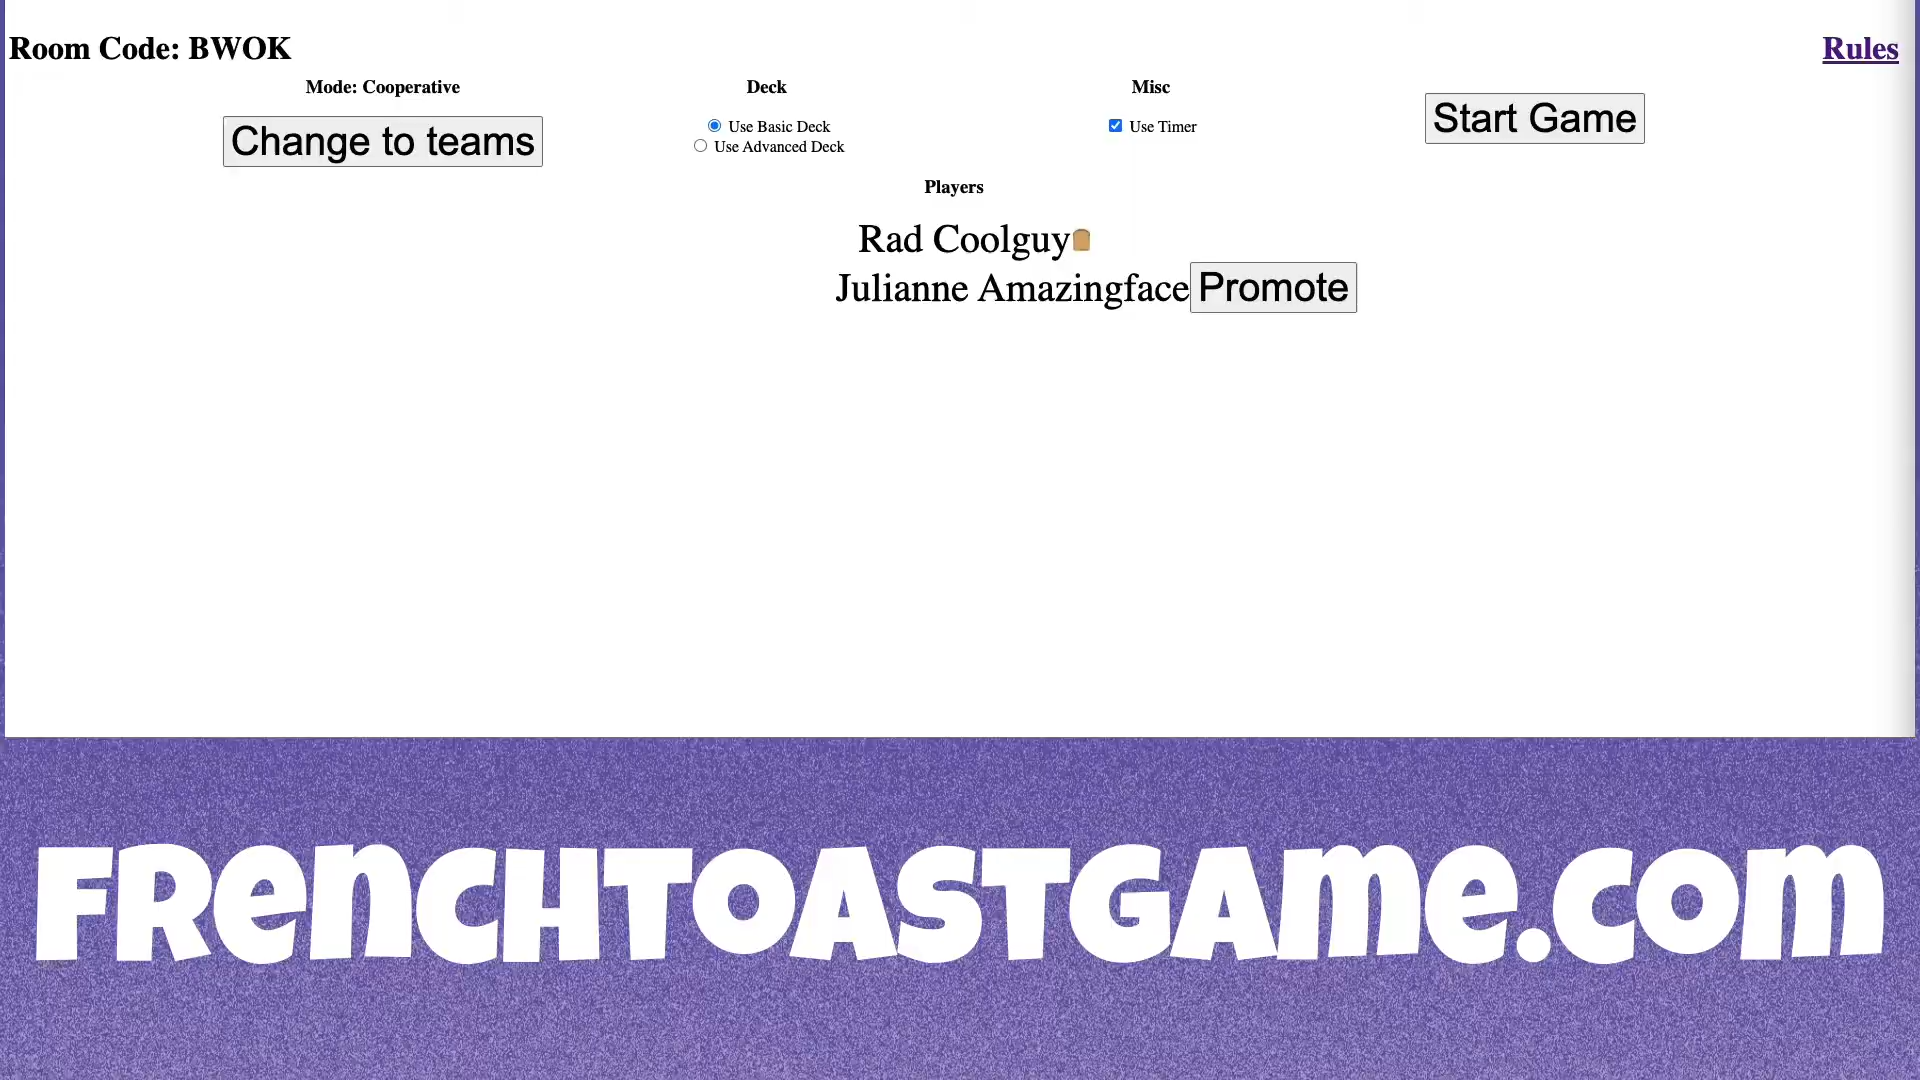 Room Code: BWOK
Rules
Mode: Cooperative
Change to teams
Deck
Use Basic Deck
Use Advanced Deck
Misc
Use Timer
Start Game
Players
Rad Coolguy
Julianne Amazingface Promote
FRENCHTOASTGAME.COM